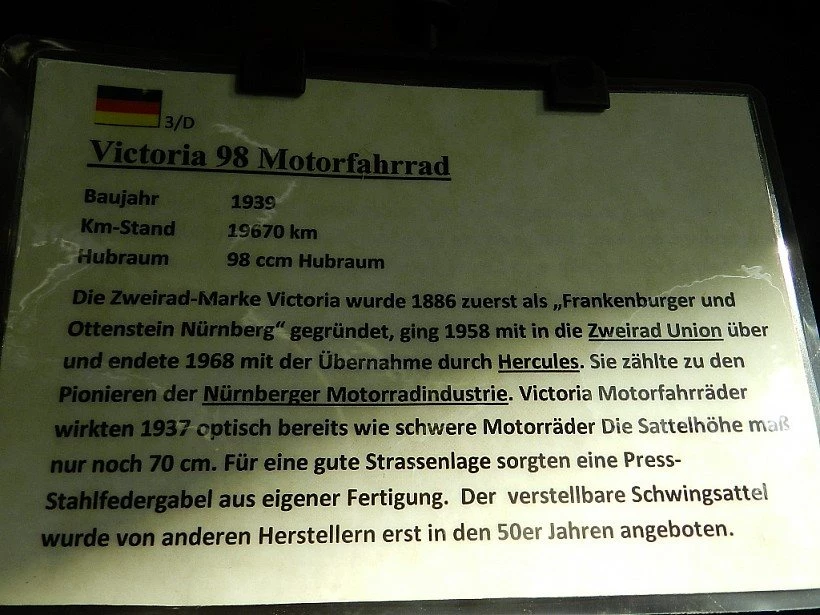 3/D
Victoria 98 Motorfahrrad
Baujahr 1939
Km-Stand 19670 km
Hubraum 98 ccm Hubraum
Die Zweirad-Marke Victoria wurde 1886 zuerst als „Frankenburger und
Ottenstein Nürnberg“ gegründet, ging 1958 mit in die Zweirad Union über
und endete 1968 mit der Übernahme durch Hercules. Sie zählte zu den
Pionieren der Nürnberger Motorradindustrie. Victoria Motorfahrräder
wirkten 1937 optisch bereits wie schwere Motorräder Die Sattelhöhe maß
nur noch 70 cm. Für eine gute Strassenlage sorgten eine Press-
Stahlfedergabel aus eigener Fertigung. Der verstellbare Schwingsattel
wurde von anderen Herstellern erst in den 50er Jahren angeboten.